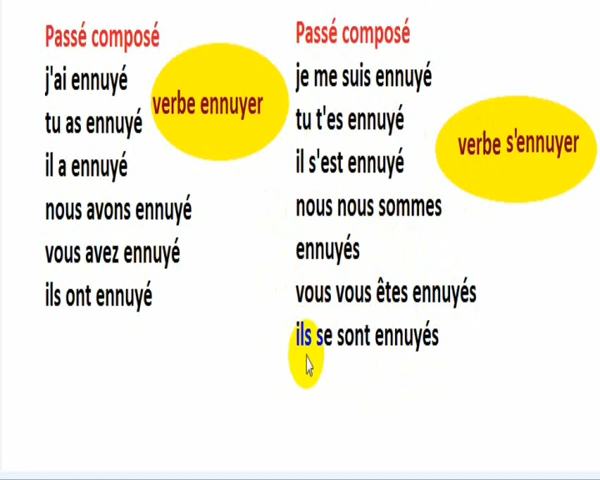 Passé composé
j'ai ennuyé
tu as ennuyé
il a ennuyé
nous avons ennuyé
vous avez ennuyé
ils ont ennuyé
verbe ennuyer
Passé composé
je me suis ennuyé
tu t'es ennuyé
il s'est ennuyé
nous nous sommes
ennuyés
vous vous êtes ennuyés
ils se sont ennuyés
verbe s'ennuyer